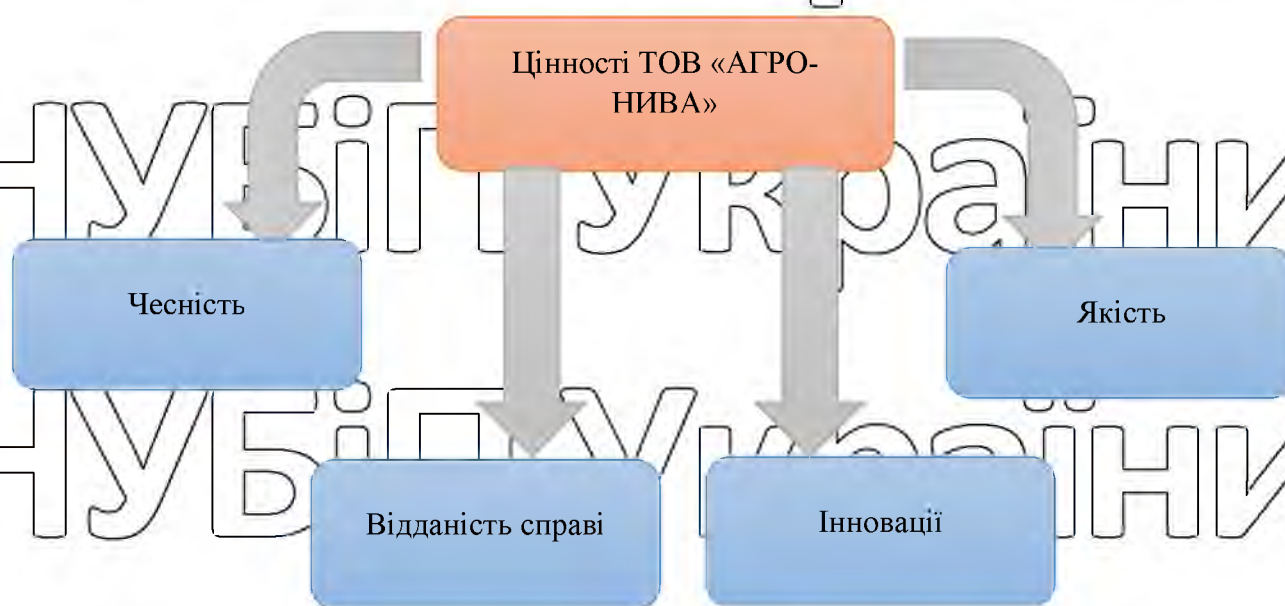 Цінності ТОВ «АГРО-
НИВА»
НУБіП України
Чесність
Якість
НУБіП України
Відданість справі
Інновації